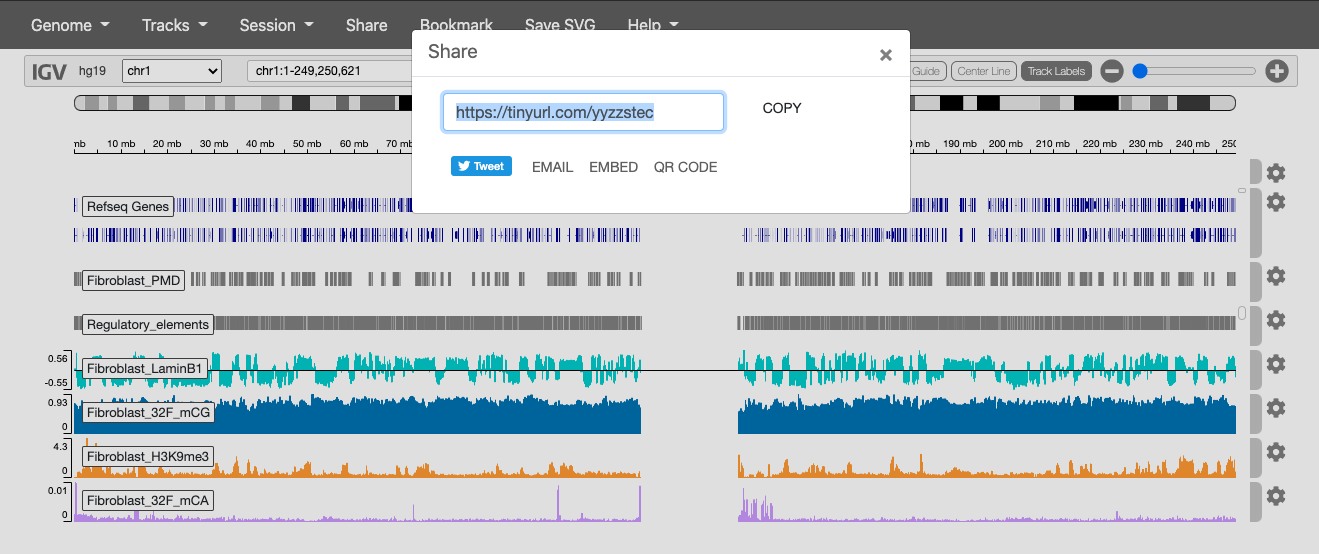 Genome Tracks Session Share Bookmark Save SVG Help
Share
×
IGV hg19 chr1 chr1:1-249,250,621
Guide Center Line Track Labels
https://tinyurl.com/yyzzstec
COPY
Tweet EMAIL EMBED QR CODE
mb 10 mb 20 mb 30 mb 40 mb 50 mb 60 mb 70 mb 190 mb 200 mb 210 mb 220 mb 230 mb 240 mb 250
Refseq Genes
Fibroblast_PMD
Regulatory_elements
0.56
Fibroblast_LaminB1
-0.55
0.93
Fibroblast_32F_mCG
0
4.3
Fibroblast_H3K9me3
0
0.01
Fibroblast_32F_mCA
0